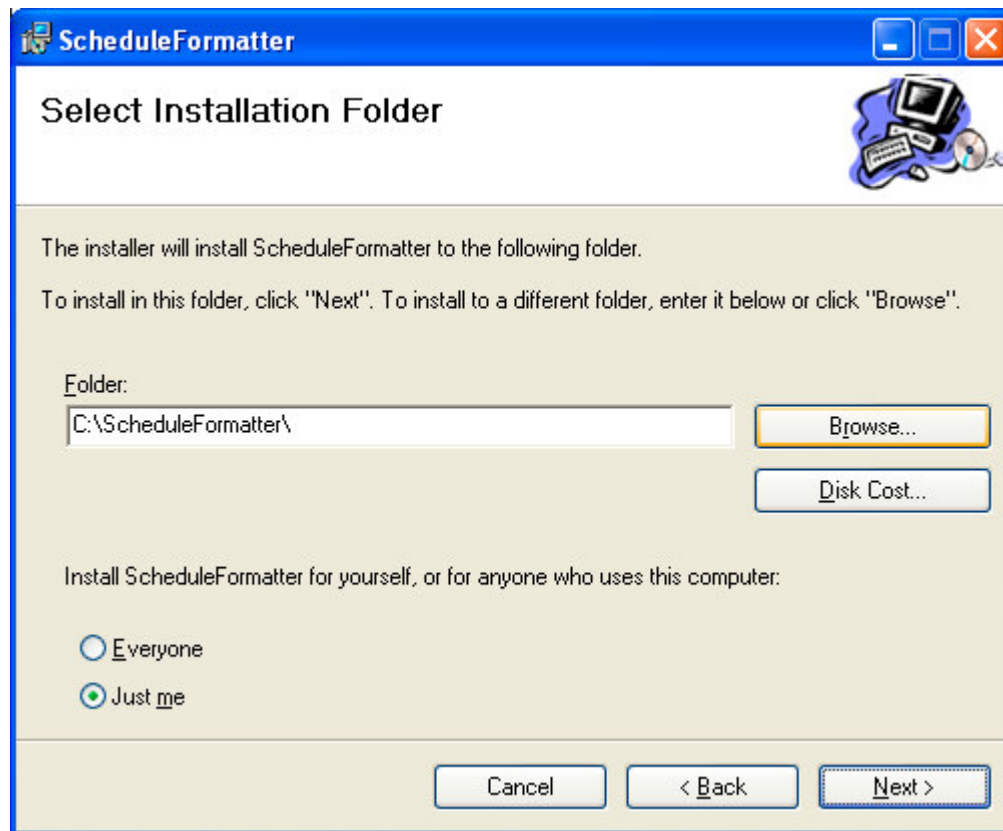 ScheduleFormatter
Select Installation Folder
The installer will install ScheduleFormatter to the following folder.
To install in this folder, click "Next". To install to a different folder, enter it below or click "Browse".
Folder:
C:\ScheduleFormatter\
Browse...
Disk Cost...
Install ScheduleFormatter for yourself, or for anyone who uses this computer:
Everyone
Just me
Cancel
< Back
Next >